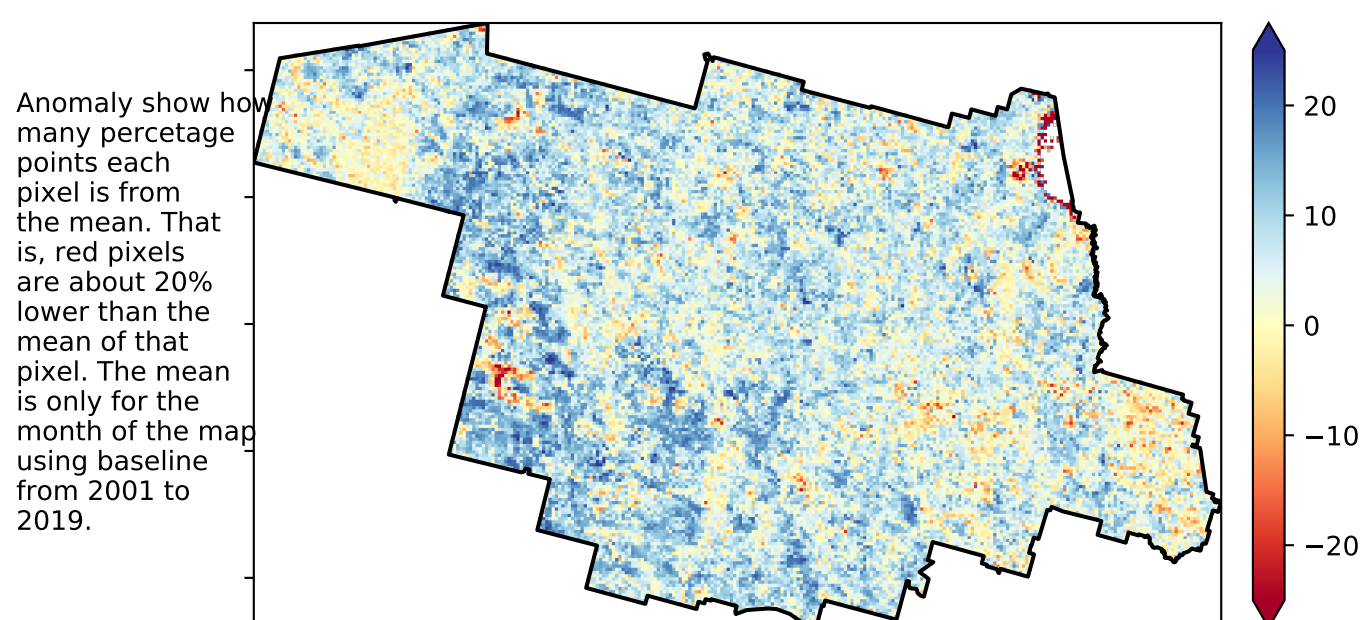 Anomaly show how
many percetage
points each
pixel is from
the mean. That
is, red pixels
are about 20%
lower than the
mean of that
pixel. The mean
is only for the
month of the map
using baseline
from 2001 to
2019.
20
10
0
−10
−20